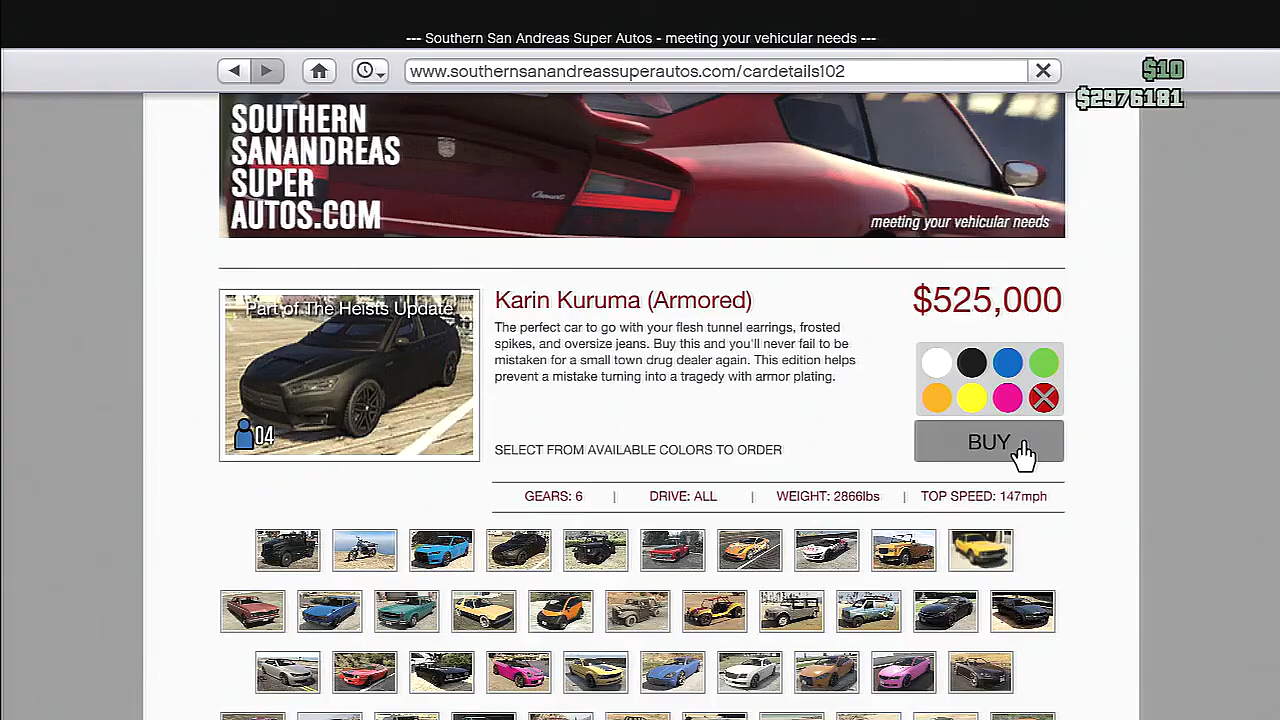 --- Southern San Andreas Super Autos - meeting your vehicular needs ---
www.southernsanandreassuperautos.com/cardetails102
$10
$2976181
SOUTHERN
SANANDREAS
SUPER
AUTOS.COM
Cheval
meeting your vehicular needs
Part of The Heists Update
04
Karin Kuruma (Armored)
$525,000
The perfect car to go with your flesh tunnel earrings, frosted
spikes, and oversize jeans. Buy this and you'll never fail to be
mistaken for a small town drug dealer again. This edition helps
prevent a mistake turning into a tragedy with armor plating.
SELECT FROM AVAILABLE COLORS TO ORDER
BUY
GEARS: 6 | DRIVE: ALL | WEIGHT: 2866lbs | TOP SPEED: 147mph